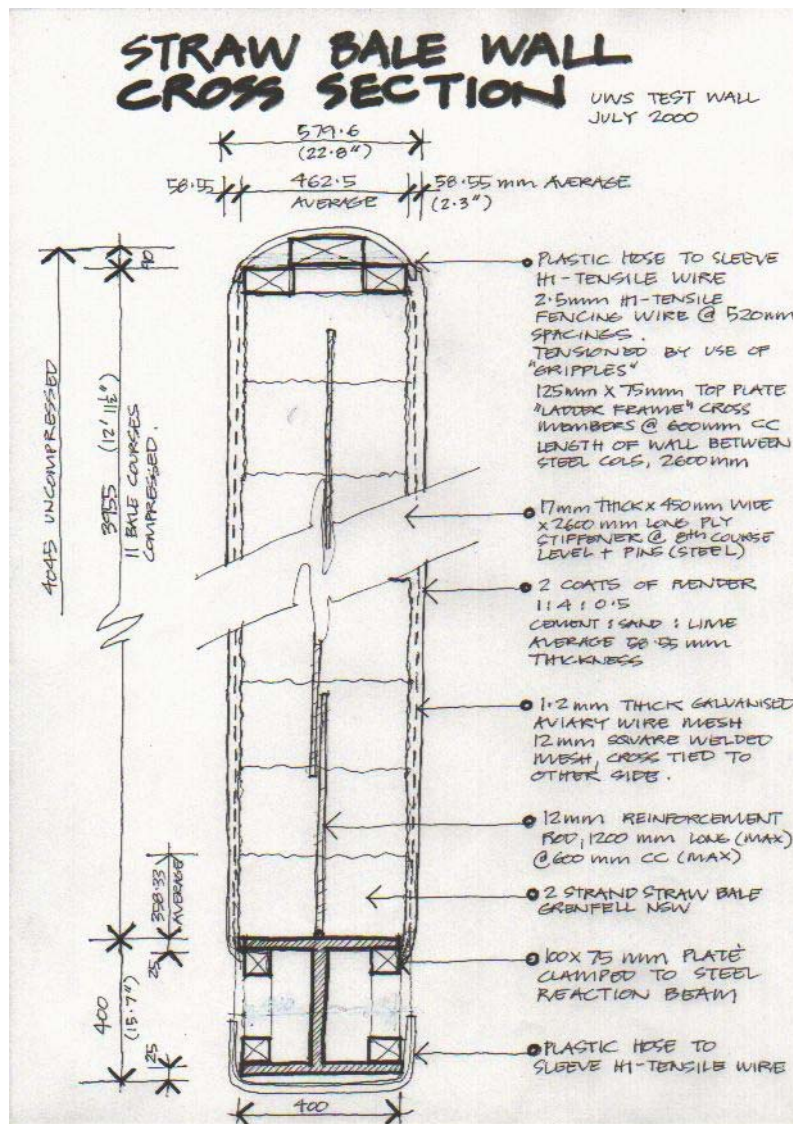 STRAW BALE WALL
CROSS SECTION
UWS TEST WALL
JULY 2000
579.6
(22.8")
58.55
462.5
AVERAGE
58.55 mm AVERAGE
(2.3")
90
4045 UNCOMPRESSED
3955 (12' 11½")
11 BALE COURSES
COMPRESSED.
PLASTIC HOSE TO SLEEVE
HI-TENSILE WIRE
2.5mm HI-TENSILE
FENCING WIRE @ 520mm
SPACINGS.
TENSIONED BY USE OF
"GRIPPLES"
125mm X 75mm TOP PLATE
"LADDER FRAME" CROSS
MEMBERS @ 600mm CC
LENGTH OF WALL BETWEEN
STEEL COLS, 2600mm
17mm THICK x 450mm WIDE
x 2600 mm LONG PLY
STIFFENER @ 8th COURSE
LEVEL + PINS (STEEL)
2 COATS OF RENDER
1:4:0.5
CEMENT : SAND : LIME
AVERAGE 58.55 mm
THICKNESS
1.2mm THICK GALVANISED
AVIARY WIRE MESH
12mm SQUARE WELDED
MESH, CROSS TIED TO
OTHER SIDE.
12mm REINFORCEMENT
ROD, 1200 mm LONG (MAX)
@ 600 mm CC (MAX)
2 STRAND STRAW BALE
GRENFELL NSW
100x 75 mm PLATE
CLAMPED TO STEEL
REACTION BEAM
PLASTIC HOSE TO
SLEEVE HI-TENSILE WIRE
358.33
AVERAGE
25
400
(15.7")
25
400